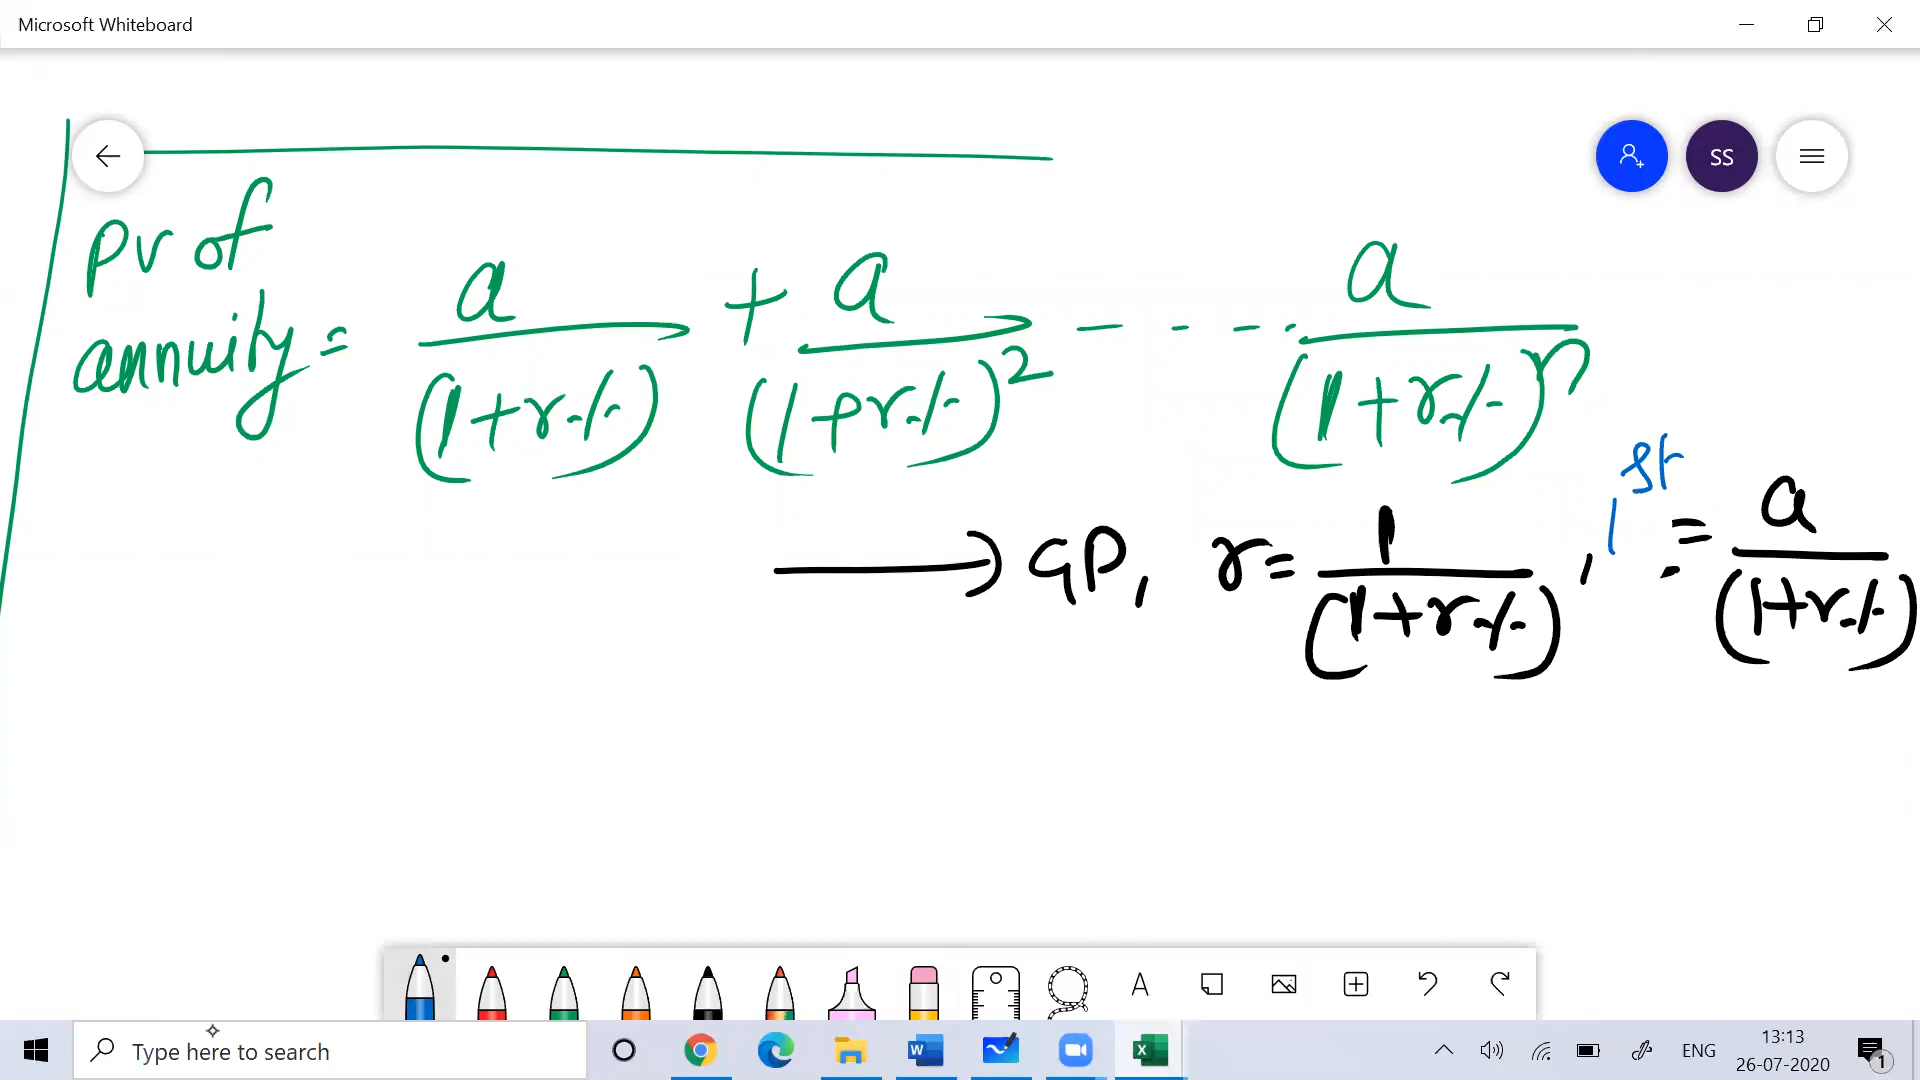 Microsoft Whiteboard
SS
pv of
annuity = a/(1+r%) + a/(1+r%)^2 - - - - a/(1+r%)^n
→ GP, r = 1/(1+r%), 1st = a/(1+r%)
A
Type here to search
ENG
13:13
26-07-2020
1